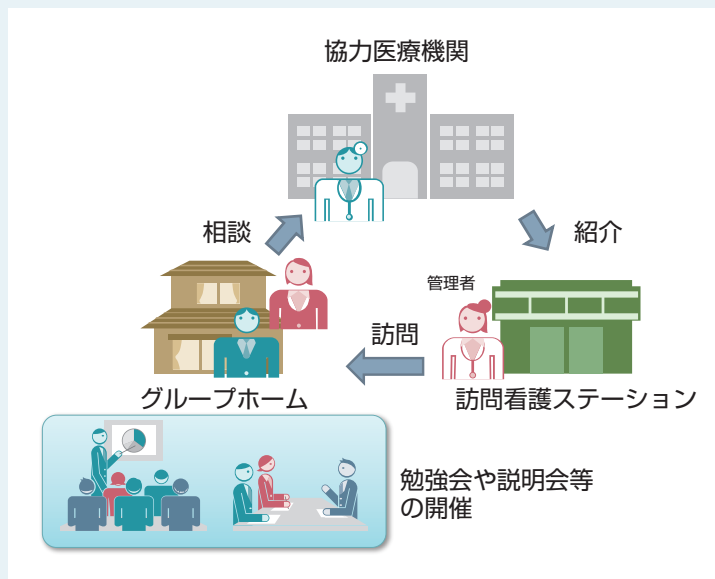 協力医療機関
相談
紹介
管理者
訪問
グループホーム
訪問看護ステーション
勉強会や説明会等
の開催